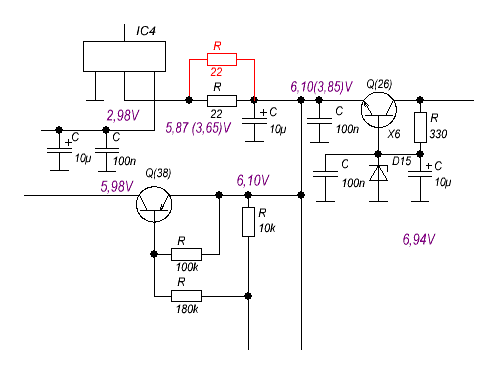 IC4
R
22
R
22
2,98V
5,87 (3,65)V
C
10µ
6,10(3,85)V
C
100n
Q(26)
X6
R
330
C
10µ
C
100n
C
100n
D15
C
10µ
6,94V
5,98V
Q(38)
6,10V
R
10k
R
100k
R
180k